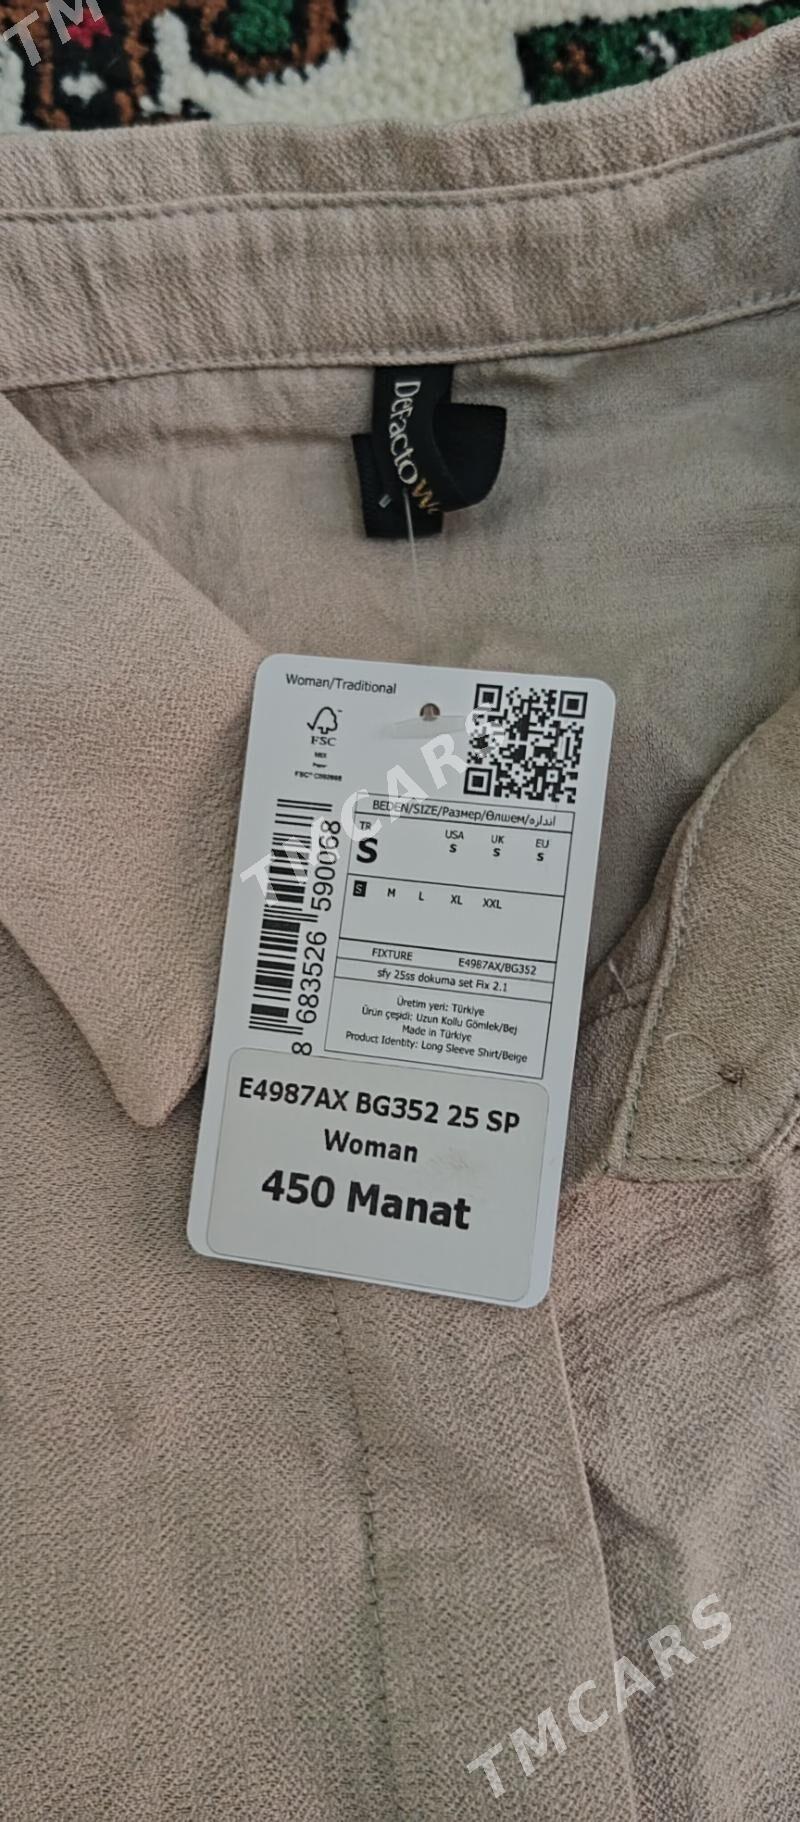 TM
DeFacto W
Woman/Traditional
FSC
MIX
Paper
BEDEN/SIZE/Размер/Өлшем/اندازه
TR USA UK EU
S S S S
S M L XL XXL
FIXTURE E4987AX/BG352
sfy 25ss dokuma set Fix 2.1
Üretim yeri: Türkiye
Ürün çeşidi: Uzun Kollu Gömlek/Bej
Made in Türkiye
Product Identity: Long Sleeve Shirt/Beige
8 683526 590068
E4987AX BG352 25 SP
Woman
450 Manat
TMCARS
TMCARS